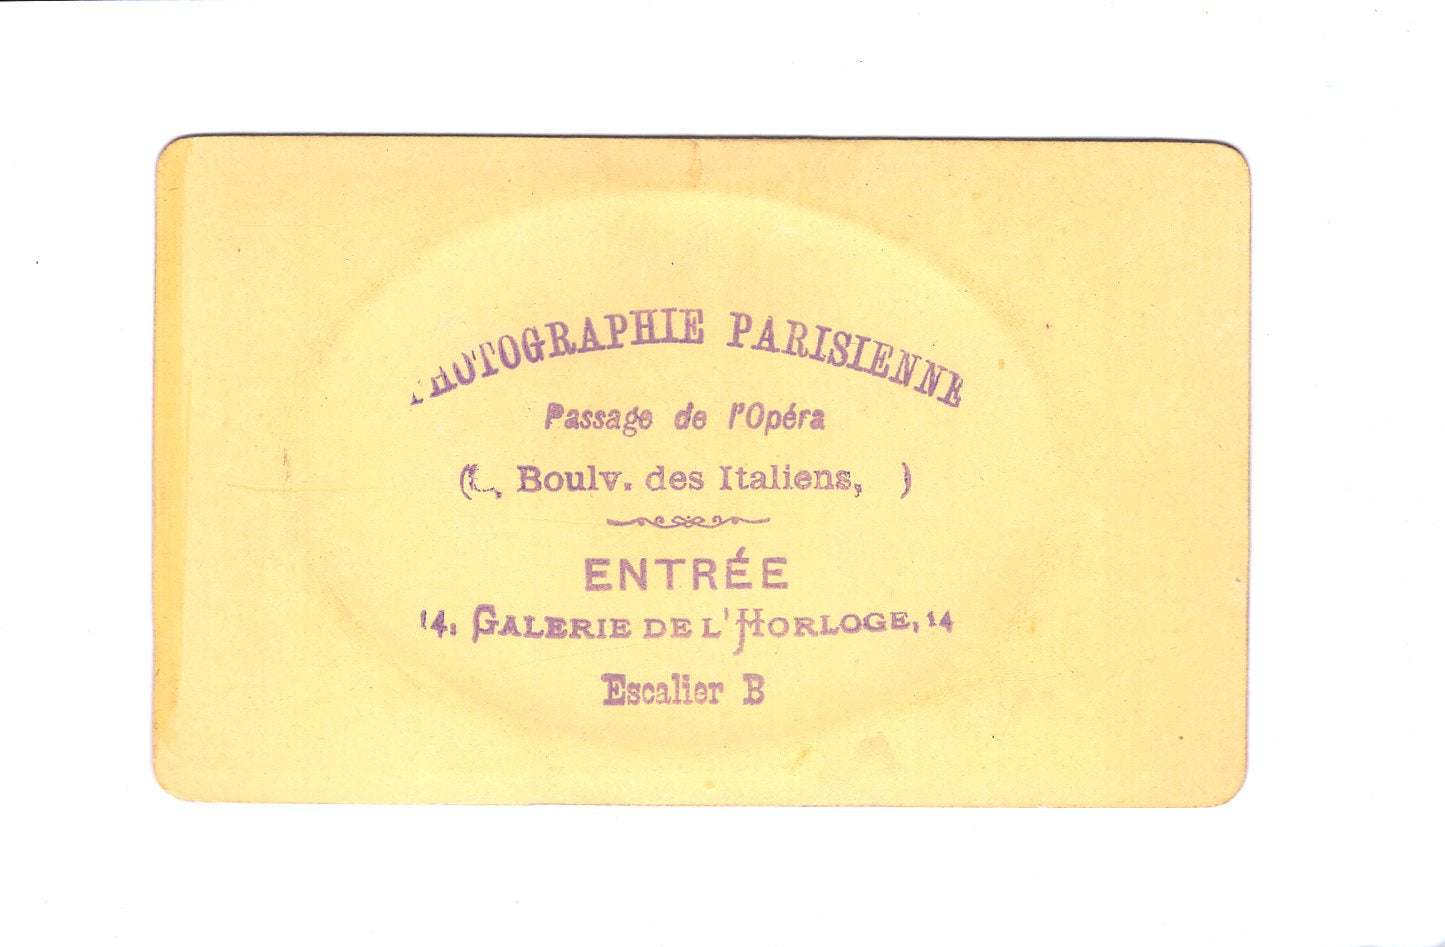 PHOTOGRAPHIE PARISIENNE
Passage de l'Opéra
( Boulv. des Italiens, )
ENTRÉE
14, GALERIE DE L'HORLOGE, 14
Escalier B